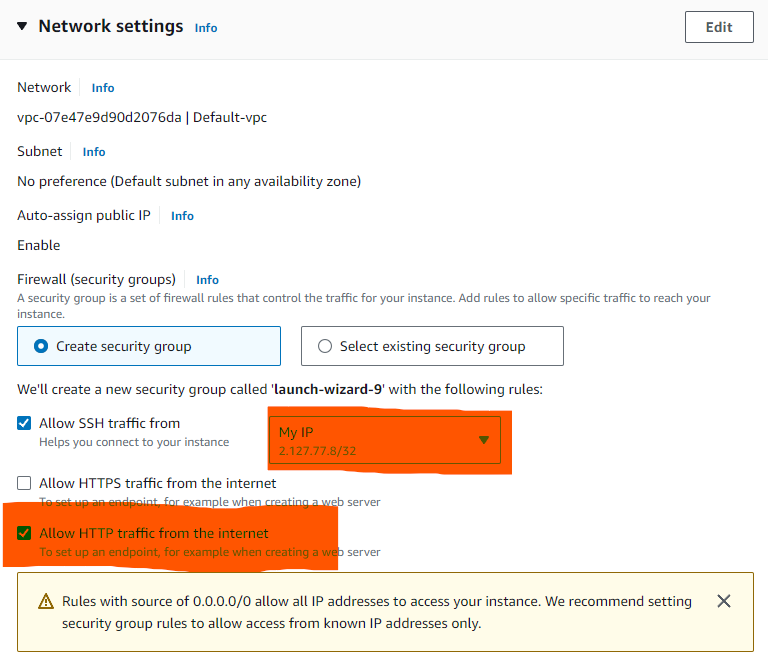 Network settings Info
Edit
Network Info
vpc-07e47e9d90d2076da | Default-vpc
Subnet Info
No preference (Default subnet in any availability zone)
Auto-assign public IP Info
Enable
Firewall (security groups) Info
A security group is a set of firewall rules that control the traffic for your instance. Add rules to allow specific traffic to reach your
instance.
Create security group
Select existing security group
We'll create a new security group called 'launch-wizard-9' with the following rules:
Allow SSH traffic from
Helps you connect to your instance
My IP
2.127.77.8/32
Allow HTTPS traffic from the internet
To set up an endpoint, for example when creating a web server
Allow HTTP traffic from the internet
To set up an endpoint, for example when creating a web server
Rules with source of 0.0.0.0/0 allow all IP addresses to access your instance. We recommend setting
security group rules to allow access from known IP addresses only.